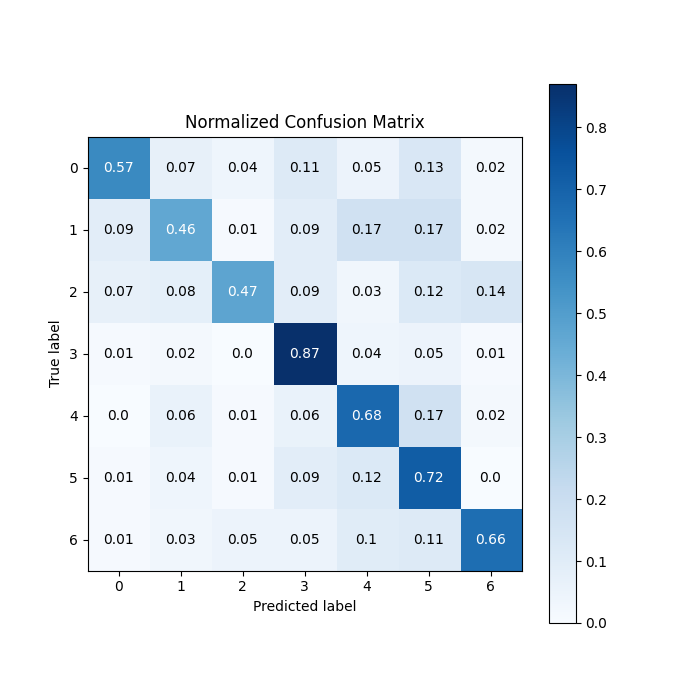 Normalized Confusion Matrix
0 0.57 0.07 0.04 0.11 0.05 0.13 0.02
1 0.09 0.46 0.01 0.09 0.17 0.17 0.02
2 0.07 0.08 0.47 0.09 0.03 0.12 0.14
3 0.01 0.02 0.0 0.87 0.04 0.05 0.01
4 0.0 0.06 0.01 0.06 0.68 0.17 0.02
5 0.01 0.04 0.01 0.09 0.12 0.72 0.0
6 0.01 0.03 0.05 0.05 0.1 0.11 0.66
0 1 2 3 4 5 6
True label
Predicted label
0.8
0.7
0.6
0.5
0.4
0.3
0.2
0.1
0.0